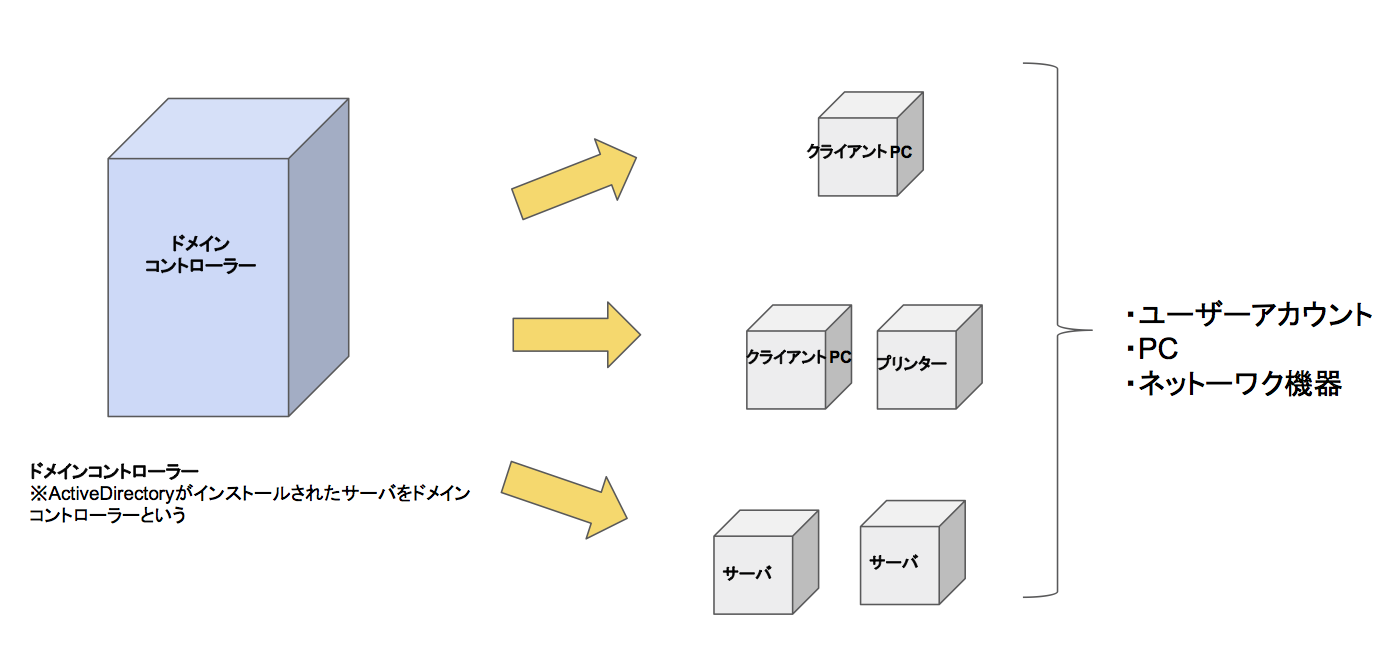 ドメイン
コントローラー
ドメインコントローラー
※ActiveDirectoryがインストールされたサーバをドメイン
コントローラーという
クライアントPC
クライアントPC
プリンター
サーバ
サーバ
・ユーザーアカウント
・PC
・ネットーワク機器